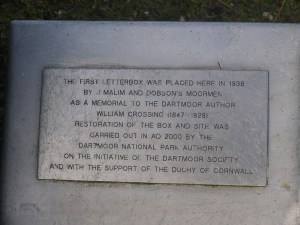 THE FIRST LETTERBOX WAS PLACED HERE IN 1938
BY J MALIM AND DOBSON'S MOORMEN
AS A MEMORIAL TO THE DARTMOOR AUTHOR
WILLIAM CROSSING (1847-1928)
RESTORATION OF THE BOX AND SITE WAS
CARRIED OUT IN AD 2000 BY THE
DARTMOOR NATIONAL PARK AUTHORITY
ON THE INITIATIVE OF THE DARTMOOR SOCIETY
AND WITH THE SUPPORT OF THE DUCHY OF CORNWALL